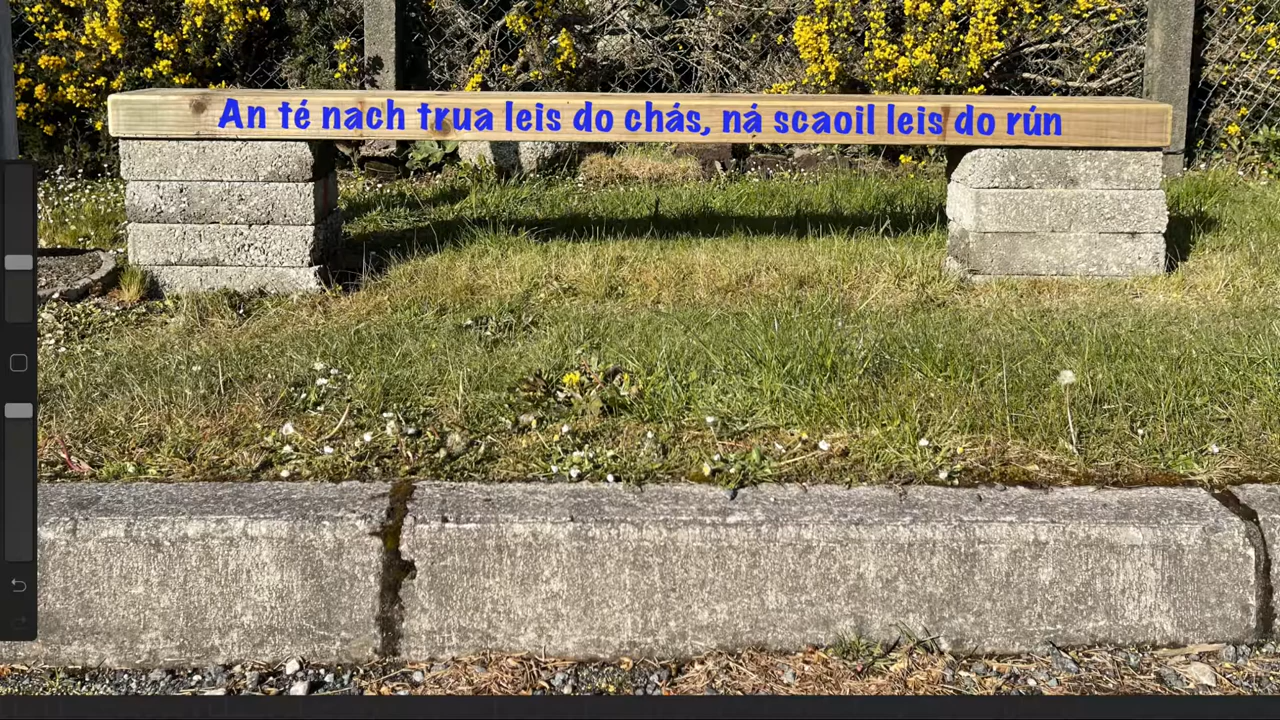 An té nach trua leis do chás, ná scaoil leis do rún